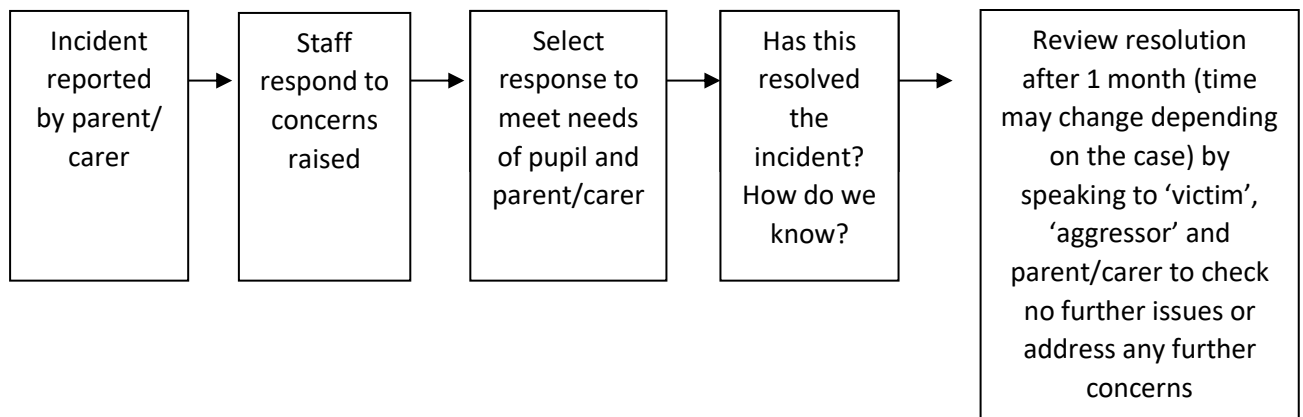 Incident
reported
by parent/
carer
Staff
respond to
concerns
raised
Select
response to
meet needs
of pupil and
parent/carer
Has this
resolved
the
incident?
How do we
know?
Review resolution
after 1 month (time
may change depending
on the case) by
speaking to ‘victim’,
‘aggressor’ and
parent/carer to check
no further issues or
address any further
concerns